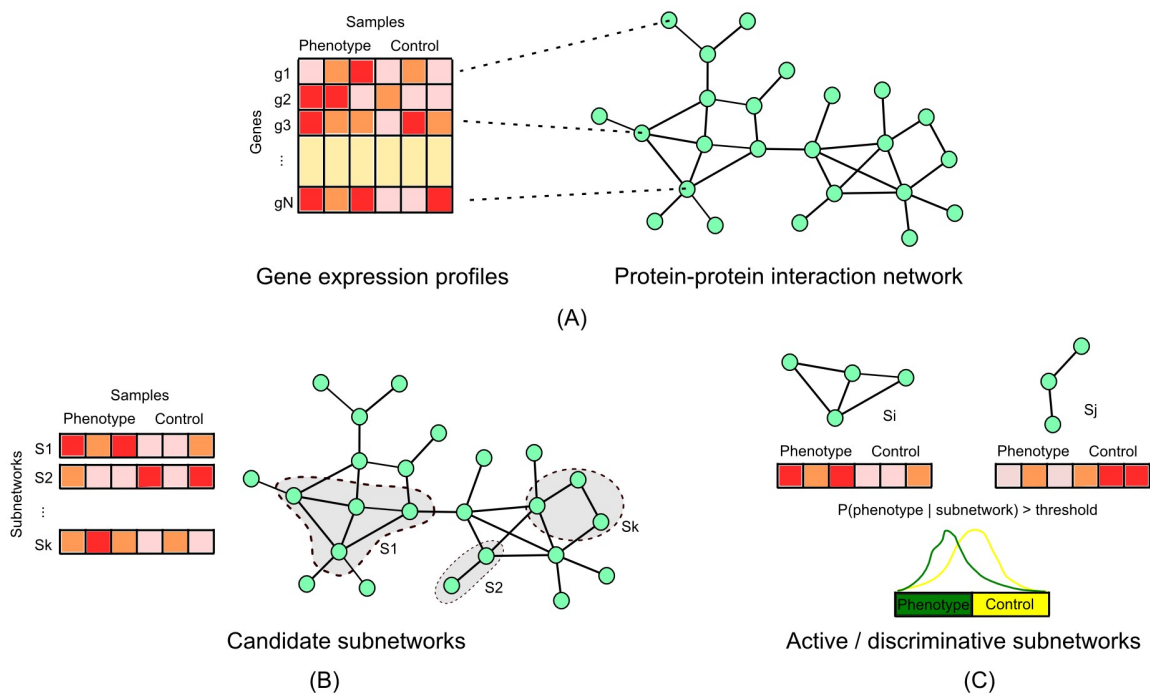 Samples
Phenotype Control
Genes
g1
g2
g3
...
gN
Gene expression profiles
Protein-protein interaction network
(A)
Samples
Phenotype Control
Subnetworks
S1
S2
...
Sk
S1
S2
Sk
Candidate subnetworks
(B)
Si
Sj
Phenotype Control
Phenotype Control
P(phenotype | subnetwork) > threshold
Phenotype Control
Active / discriminative subnetworks
(C)